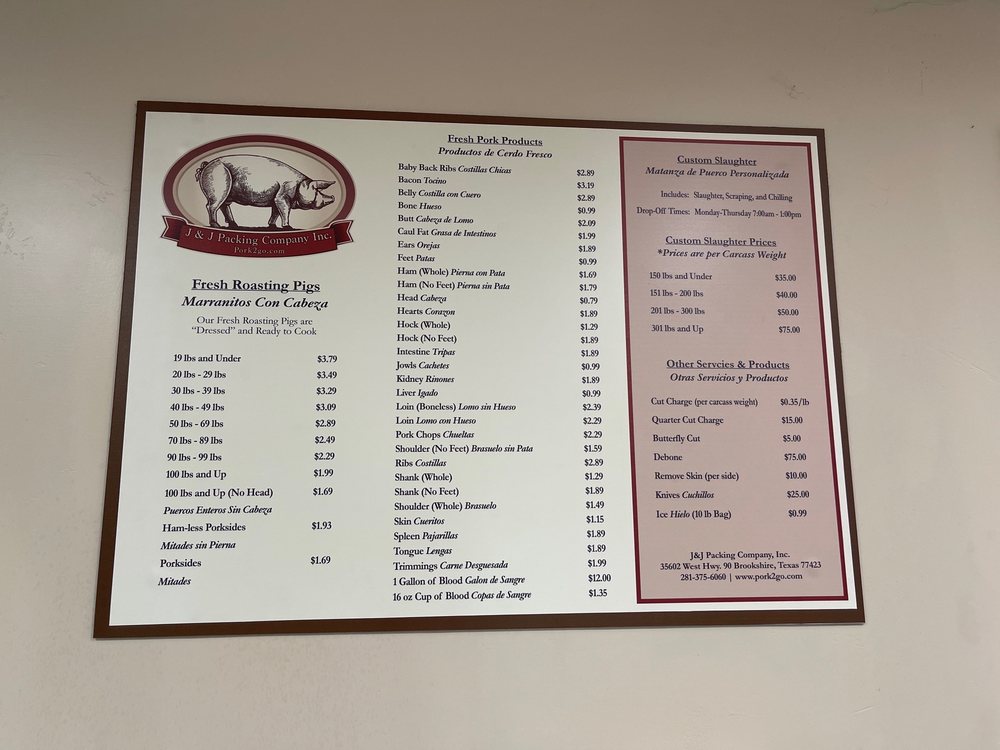 J & J Packing Company Inc.
Pork2go.com
Fresh Roasting Pigs
Marranitos Con Cabeza
Our Fresh Roasting Pigs are
“Dressed” and Ready to Cook
19 lbs and Under $3.79
20 lbs - 29 lbs $3.49
30 lbs - 39 lbs $3.29
40 lbs - 49 lbs $3.09
50 lbs - 69 lbs $2.89
70 lbs - 89 lbs $2.49
90 lbs - 99 lbs $2.29
100 lbs and Up $1.99
100 lbs and Up (No Head) $1.69
Puercos Enteros Sin Cabeza
Ham-less Porksides $1.93
Mitades sin Pierna
Porksides $1.69
Mitades
Fresh Pork Products
Productos de Cerdo Fresco
Baby Back Ribs Costillas Chicas $2.89
Bacon Tocino $3.19
Belly Costilla con Cuero $2.89
Bone Hueso $0.99
Butt Cabeza de Lomo $2.09
Caul Fat Grasa de Intestinos $1.99
Ears Orejas $1.89
Feet Patas $0.99
Ham (Whole) Pierna con Pata $1.69
Ham (No Feet) Pierna sin Pata $1.79
Head Cabeza $0.79
Hearts Corazon $1.89
Hock (Whole) $1.29
Hock (No Feet) $1.89
Intestine Tripas $1.89
Jowls Cachetes $0.99
Kidney Rinones $1.89
Liver Igado $0.99
Loin (Boneless) Lomo sin Hueso $2.39
Loin Lomo con Hueso $2.29
Pork Chops Chueltas $2.29
Shoulder (No Feet) Brasuelo sin Pata $1.59
Ribs Costillas $2.89
Shank (Whole) $1.29
Shank (No Feet) $1.89
Shoulder (Whole) Brasuelo $1.49
Skin Cueritos $1.15
Spleen Pajarillas $1.89
Tongue Lengas $1.89
Trimmings Carne Desguesada $1.99
1 Gallon of Blood Galon de Sangre $12.00
16 oz Cup of Blood Copas de Sangre $1.35
Custom Slaughter
Matanza de Puerco Personalizada
Includes: Slaughter, Scraping, and Chilling
Drop-Off Times: Monday-Thursday 7:00am - 1:00pm
Custom Slaughter Prices
*Prices are per Carcass Weight
150 lbs and Under $35.00
151 lbs - 200 lbs $40.00
201 lbs - 300 lbs $50.00
301 lbs and Up $75.00
Other Servcies & Products
Otras Servicios y Productos
Cut Charge (per carcass weight) $0.35/lb
Quarter Cut Charge $15.00
Butterfly Cut $5.00
Debone $75.00
Remove Skin (per side) $10.00
Knives Cuchillos $25.00
Ice Hielo (10 lb Bag) $0.99
J&J Packing Company, Inc.
35602 West Hwy. 90 Brookshire, Texas 77423
281-375-6060 | www.pork2go.com